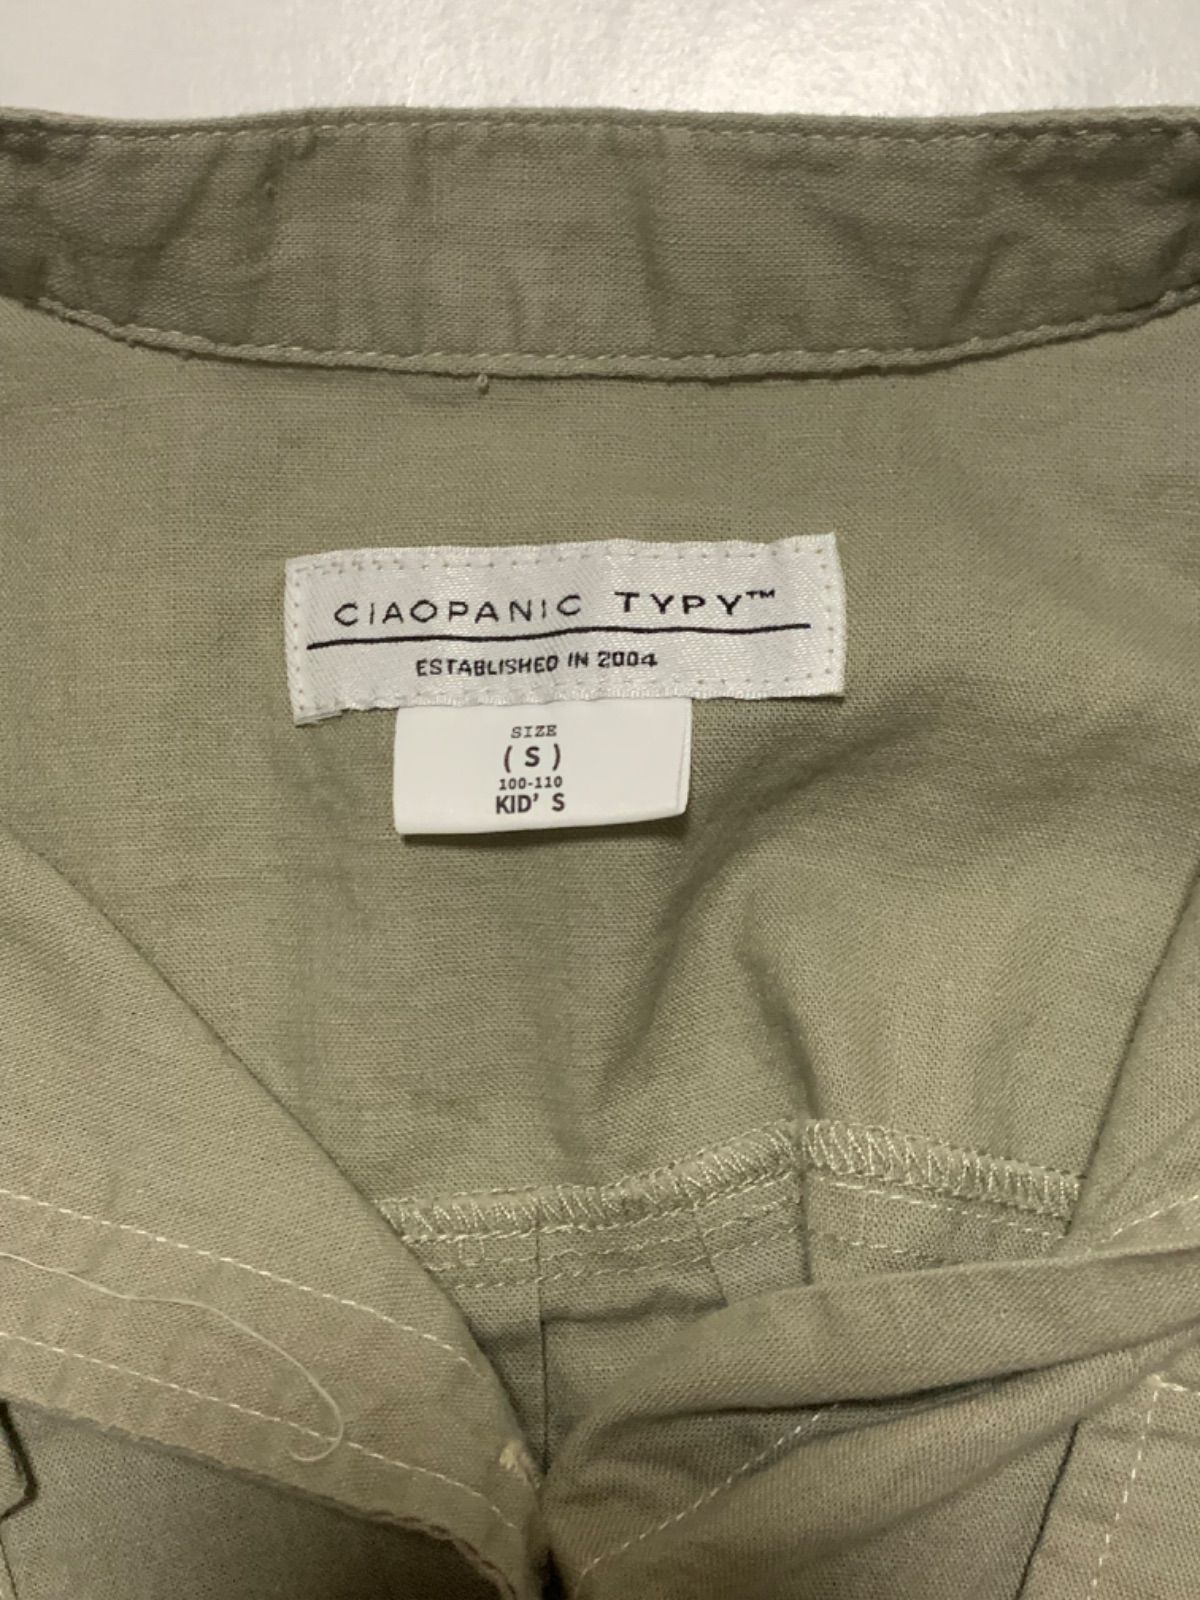 CIAOPANIC TYPY™
ESTABLISHED IN 2004
SIZE
( S )
100-110
KID' S